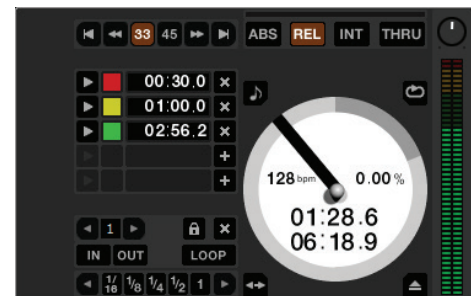 33 45 ABS REL INT THRU
00:30.0
01:00.0
02:56.2
128 bpm 0.00 %
01:28.6
06:18.9
1
IN OUT LOOP
1/16 1/8 1/4 1/2 1